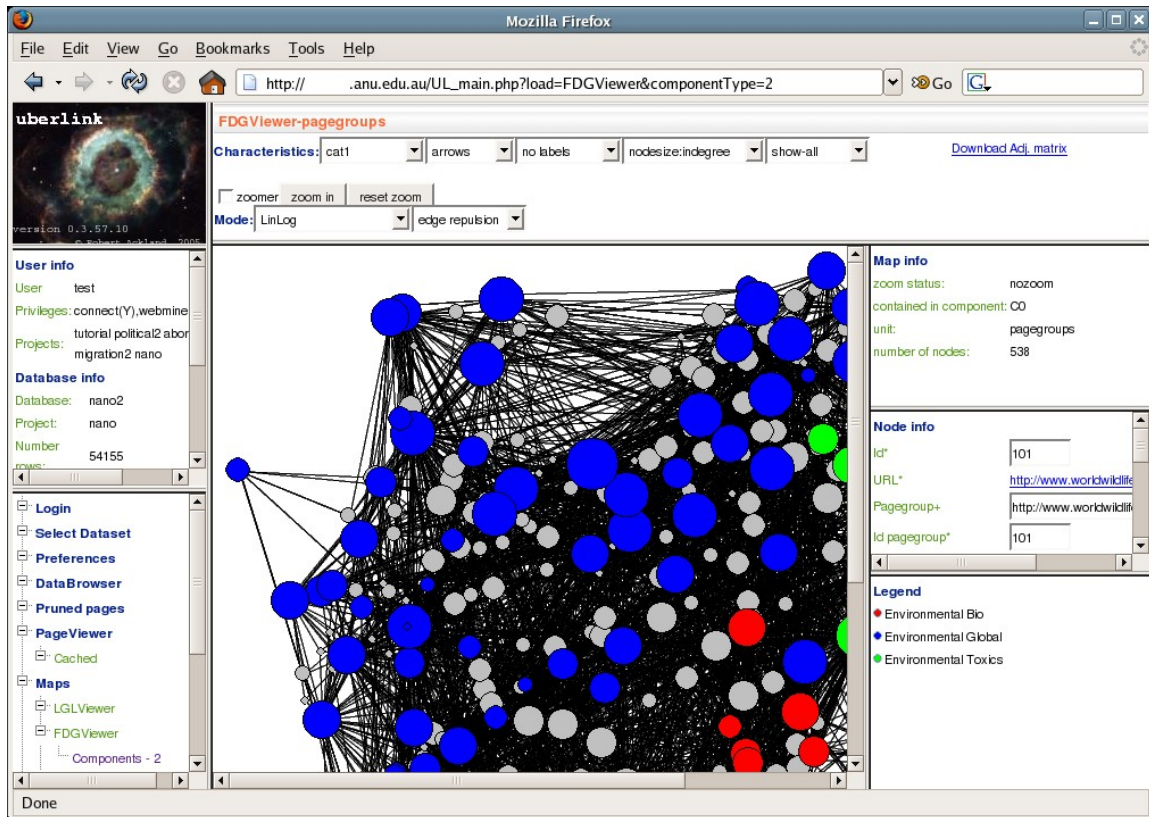 Mozilla Firefox
File Edit View Go Bookmarks Tools Help
http:// .anu.edu.au/UL_main.php?load=FDGViewer&componentType=2 Go G
uberlink
version 0.3.57.10
© Robert Ackland, 2005
FDGViewer-pagegroups
Characteristics: cat1 arrows no labels nodesize:indegree show-all Download Adj. matrix
zoomer zoom in reset zoom
Mode: LinLog edge repulsion
User info
User test
Privileges: connect(Y),webmine
Projects: tutorial political2 abor
migration2 nano
Database info
Database: nano2
Project: nano
Number
rows: 54155
Login
Select Dataset
Preferences
DataBrowser
Pruned pages
PageViewer
Cached
Maps
LGLViewer
FDGViewer
Components - 2
Map info
zoom status: nozoom
contained in component: C0
unit: pagegroups
number of nodes: 538
Node info
Id* 101
URL* http://www.worldwildlife
Pagegroup+ http://www.worldwildlife
Id pagegroup* 101
Legend
Environmental Bio
Environmental Global
Environmental Toxics
Done